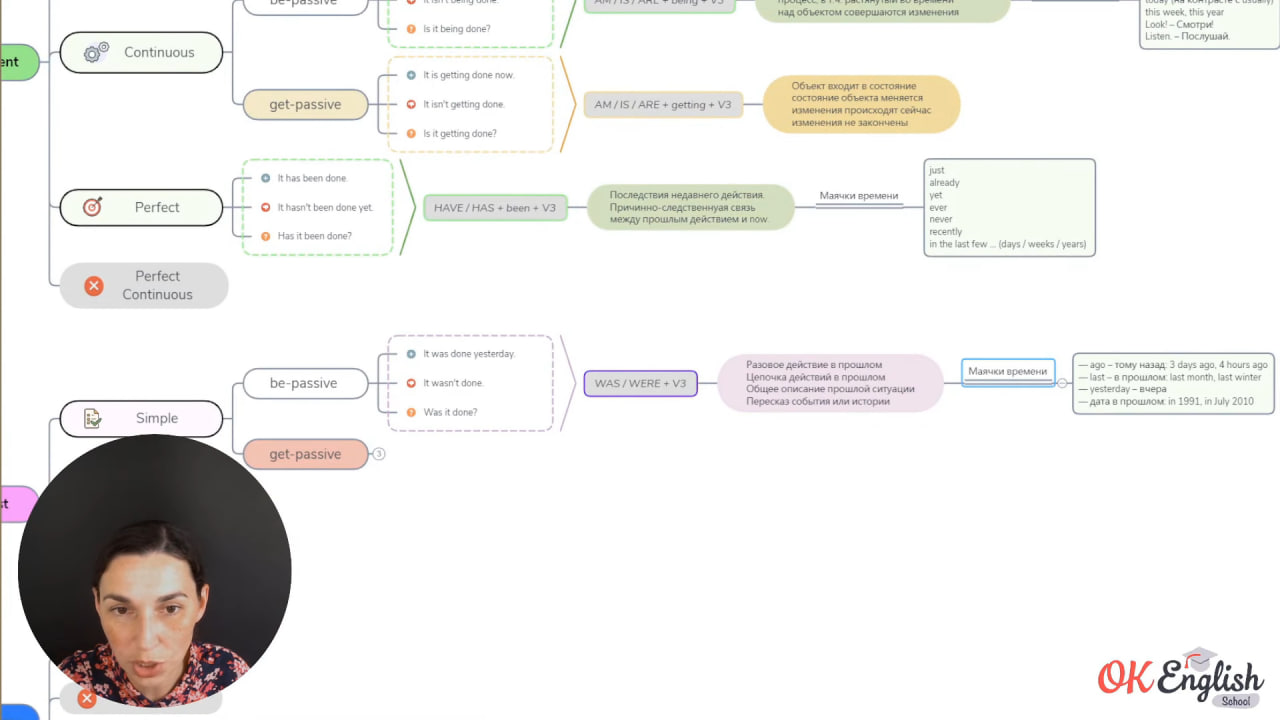 be-passive
It isn't being done.
Is it being done?
AM / IS / ARE + being + V3
процесс, в т.ч. растянутый во времени
над объектом совершаются изменения
today (на контрасте с usually)
this week, this year
Look! – Смотри!
Listen. – Послушай.
Continuous
ent
get-passive
It is getting done now.
It isn't getting done.
Is it getting done?
AM / IS / ARE + getting + V3
Объект входит в состояние
состояние объекта меняется
изменения происходят сейчас
изменения не закончены
Perfect
It has been done.
It hasn't been done yet.
Has it been done?
HAVE / HAS + been + V3
Последствия недавнего действия.
Причинно-следственнуая связь
между прошлым действием и now.
Маячки времени
just
already
yet
ever
never
recently
in the last few ... (days / weeks / years)
Perfect
Continuous
Simple
be-passive
It was done yesterday.
It wasn't done.
Was it done?
WAS / WERE + V3
Разовое действие в прошлом
Цепочка действий в прошлом
Общее описание прошлой ситуации
Пересказ события или истории
Маячки времени
— ago – тому назад: 3 days ago, 4 hours ago
— last – в прошлом: last month, last winter
— yesterday – вчера
— дата в прошлом: in 1991, in July 2010
get-passive
3
st
OK English
School